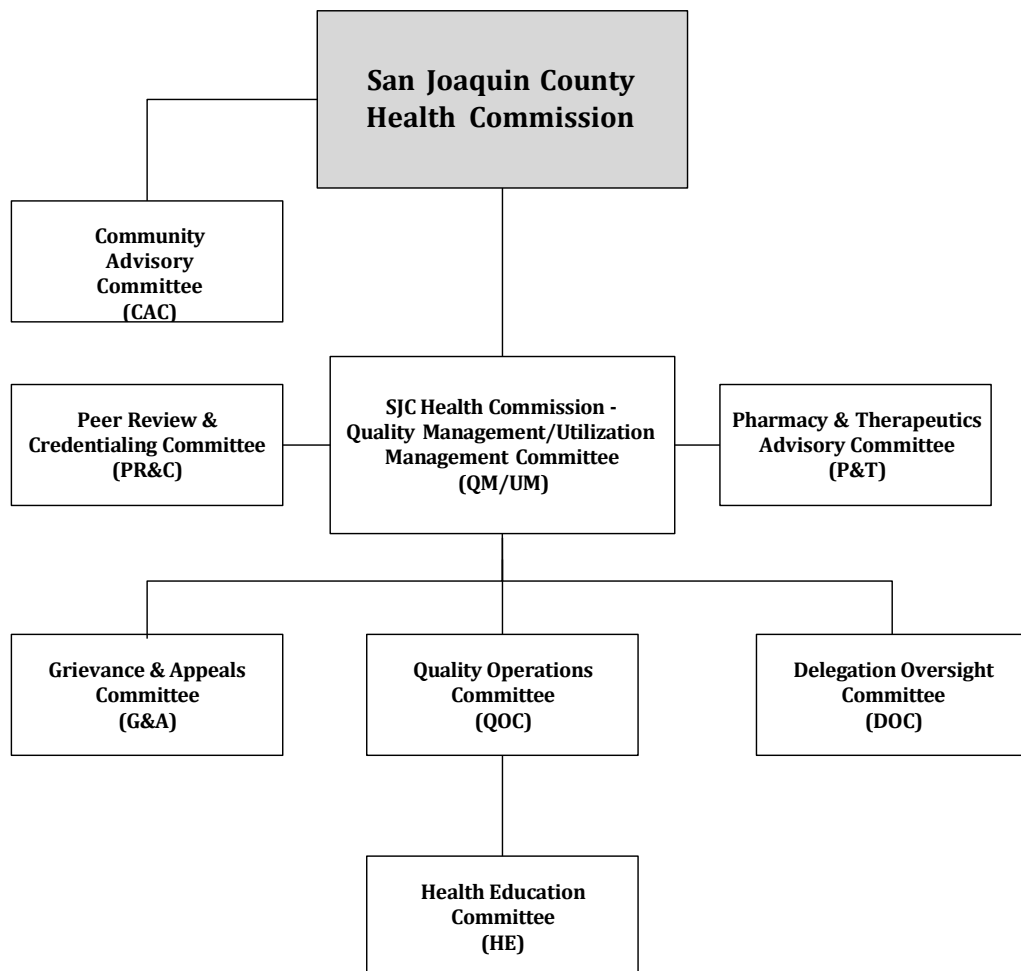 San Joaquin County
Health Commission
Community
Advisory
Committee
(CAC)
Peer Review &
Credentialing Committee
(PR&C)
SJC Health Commission -
Quality Management/Utilization
Management Committee
(QM/UM)
Pharmacy & Therapeutics
Advisory Committee
(P&T)
Grievance & Appeals
Committee
(G&A)
Quality Operations
Committee
(QOC)
Delegation Oversight
Committee
(DOC)
Health Education
Committee
(HE)